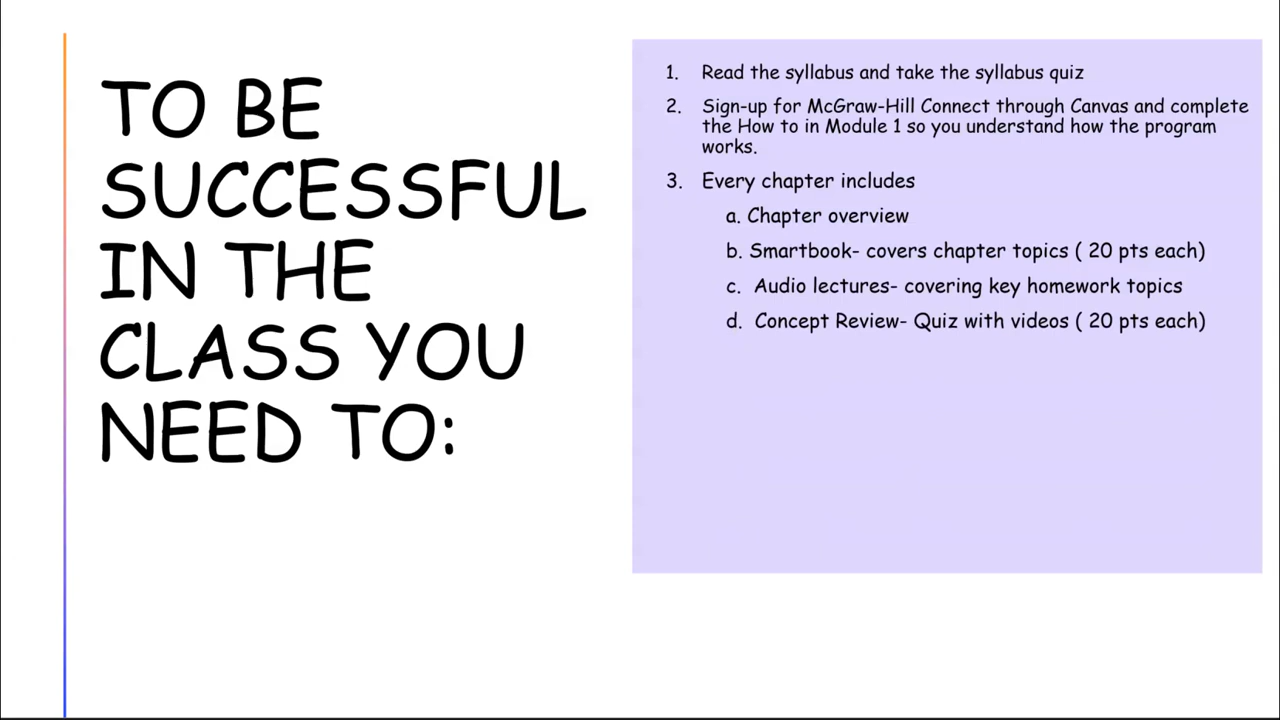 TO BE
SUCCESSFUL
IN THE
CLASS YOU
NEED TO:
1. Read the syllabus and take the syllabus quiz
2. Sign-up for McGraw-Hill Connect through Canvas and complete
the How to in Module 1 so you understand how the program
works.
3. Every chapter includes
a. Chapter overview
b. Smartbook- covers chapter topics ( 20 pts each)
c. Audio lectures- covering key homework topics
d. Concept Review- Quiz with videos ( 20 pts each)